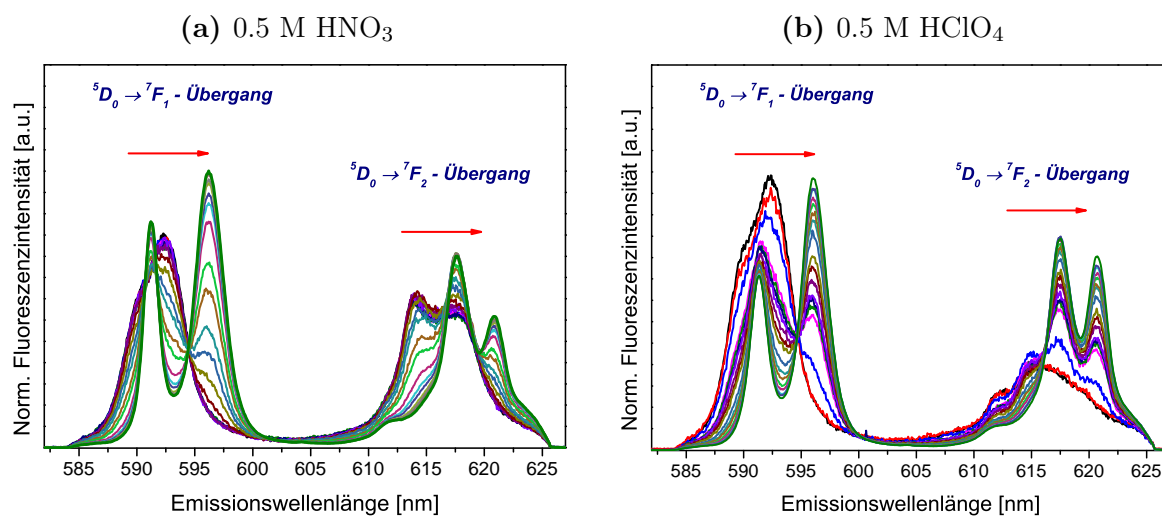 (a) 0.5 M HNO₃
(b) 0.5 M HClO₄
⁵D₀ → ⁷F₁ - Übergang
⁵D₀ → ⁷F₂ - Übergang
Norm. Fluoreszenzintensität [a.u.]
585 590 595 600 605 610 615 620 625
Emissionswellenlänge [nm]
⁵D₀ → ⁷F₁ - Übergang
⁵D₀ → ⁷F₂ - Übergang
Norm. Fluoreszenzintensität [a.u.]
585 590 595 600 605 610 615 620 625
Emissionswellenlänge [nm]